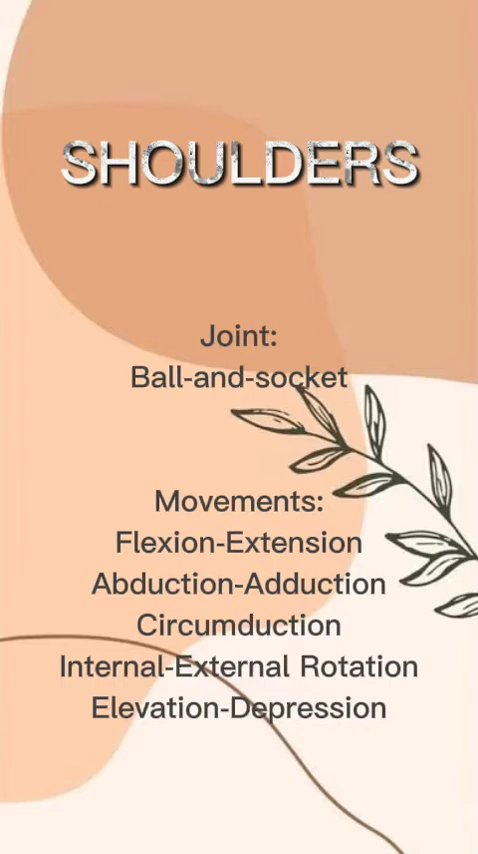 SHOULDERS
Joint:
Ball-and-socket
Movements:
Flexion-Extension
Abduction-Adduction
Circumduction
Internal-External Rotation
Elevation-Depression